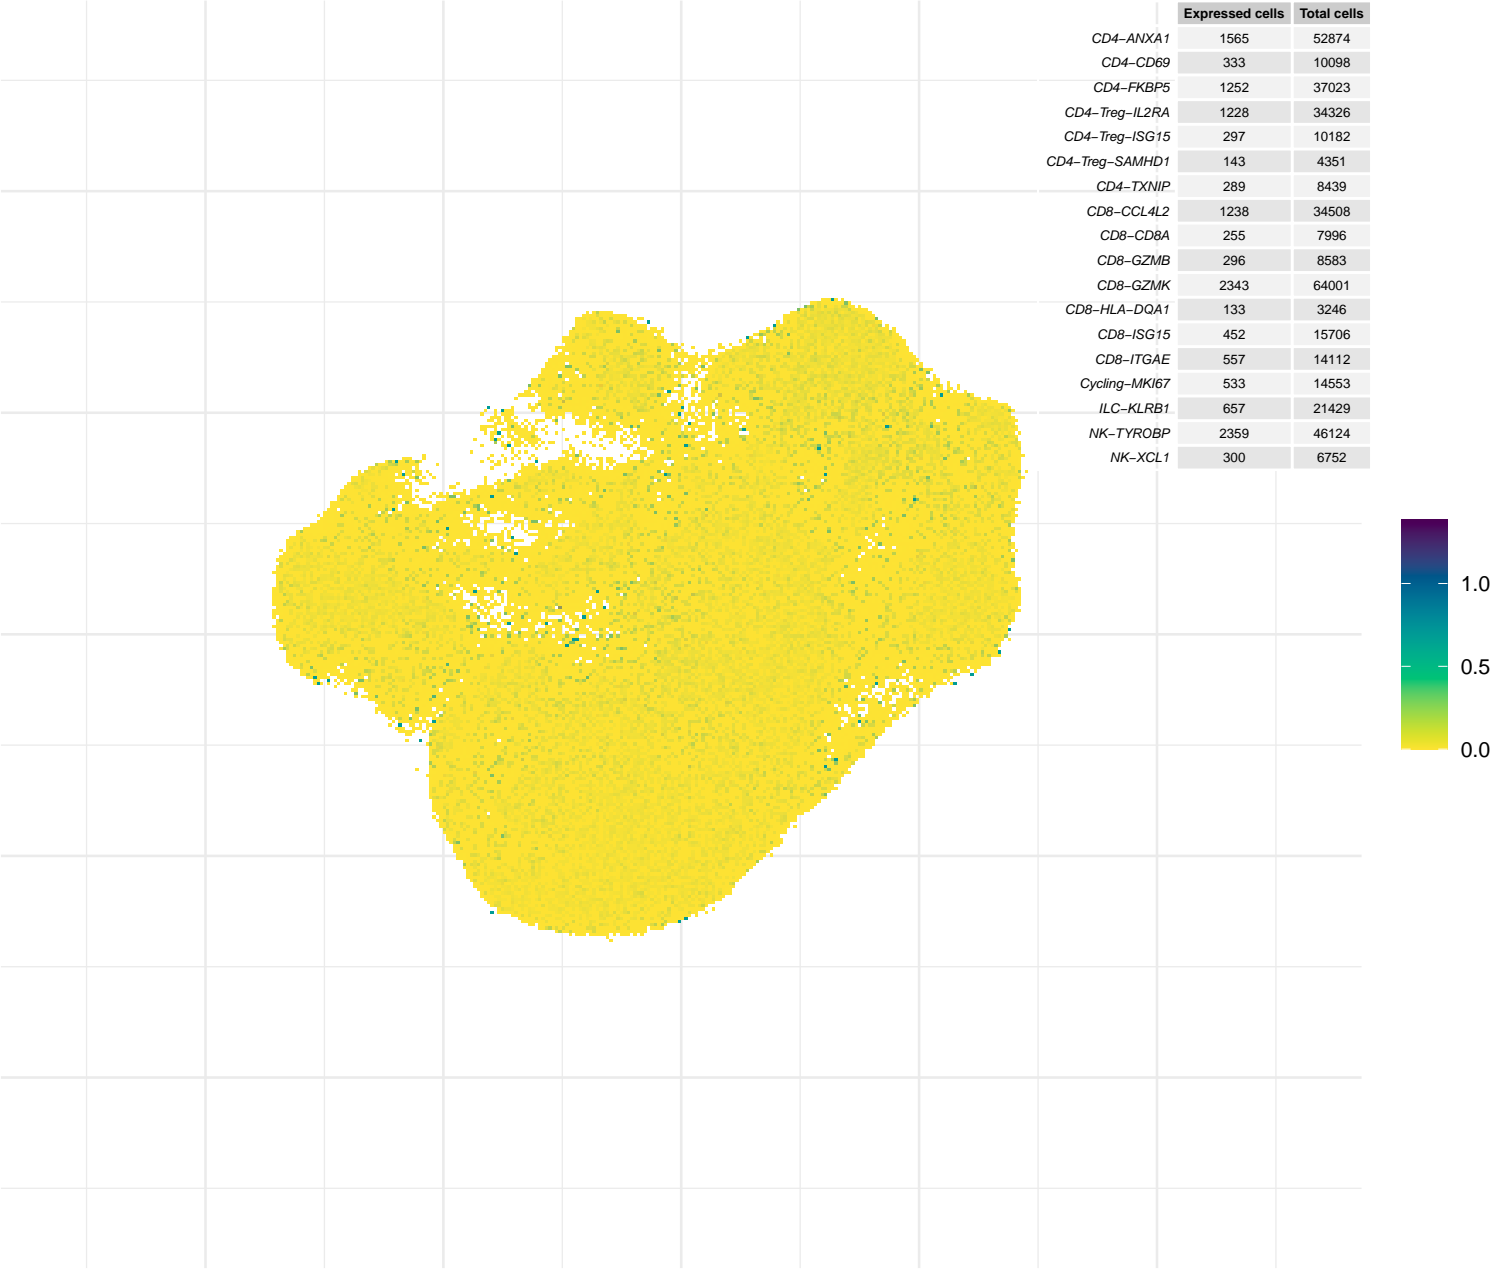 Expressed cells Total cells
CD4−ANXA1 1565 52874
CD4−CD69 333 10098
CD4−FKBP5 1252 37023
CD4−Treg−IL2RA 1228 34326
CD4−Treg−ISG15 297 10182
CD4−Treg−SAMHD1 143 4351
CD4−TXNIP 289 8439
CD8−CCL4L2 1238 34508
CD8−CD8A 255 7996
CD8−GZMB 296 8583
CD8−GZMK 2343 64001
CD8−HLA−DQA1 133 3246
CD8−ISG15 452 15706
CD8−ITGAE 557 14112
Cycling−MKI67 533 14553
ILC−KLRB1 657 21429
NK−TYROBP 2359 46124
NK−XCL1 300 6752
1.0
0.5
0.0